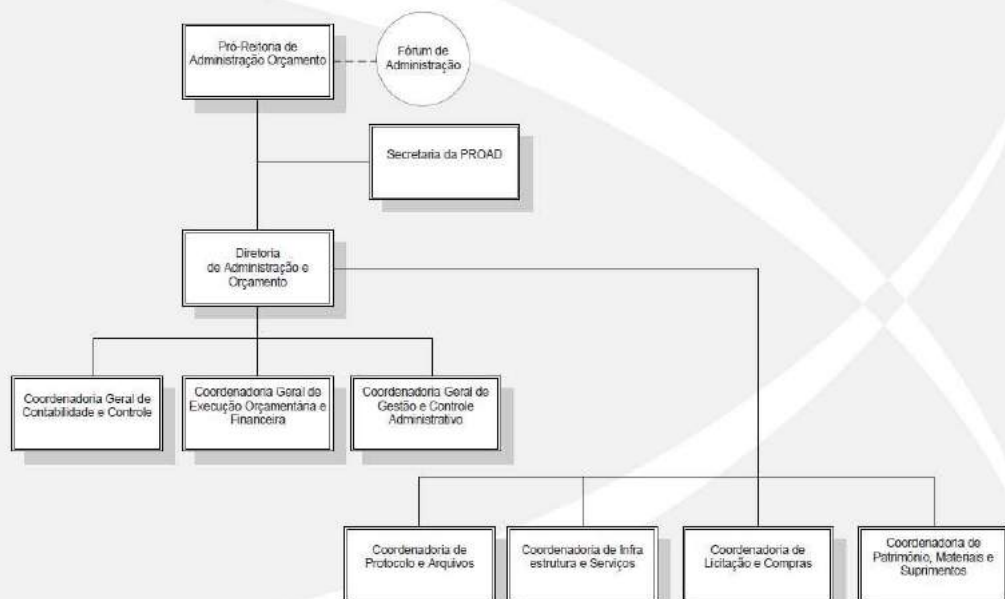 Pró-Reitoria de
Administração Orçamento
Fórum de
Administração
Secretaria da PROAD
Diretoria
de Administração e
Orçamento
Coordenadoria Geral de
Contabilidade e Controle
Coordenadoria Geral de
Execução Orçamentária e
Financeira
Coordenadoria Geral de
Gestão e Controle
Administrativo
Coordenadoria de
Protocolo e Arquivos
Coordenadoria de Infra
estrutura e Serviços
Coordenadoria de
Licitação e Compras
Coordenadoria de
Patrimônio, Materiais e
Suprimentos